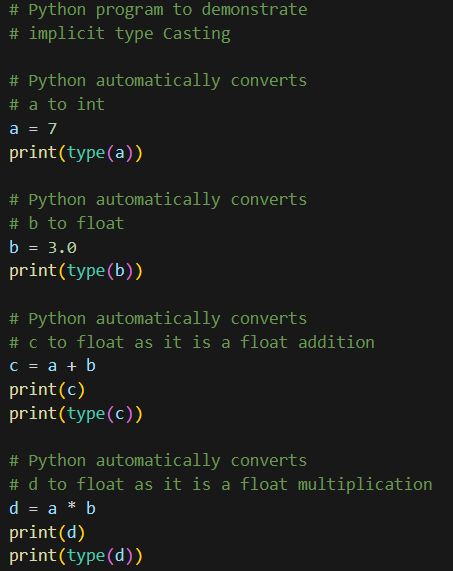 # Python program to demonstrate
# implicit type Casting
# Python automatically converts
# a to int
a = 7
print(type(a))
# Python automatically converts
# b to float
b = 3.0
print(type(b))
# Python automatically converts
# c to float as it is a float addition
c = a + b
print(c)
print(type(c))
# Python automatically converts
# d to float as it is a float multiplication
d = a * b
print(d)
print(type(d))